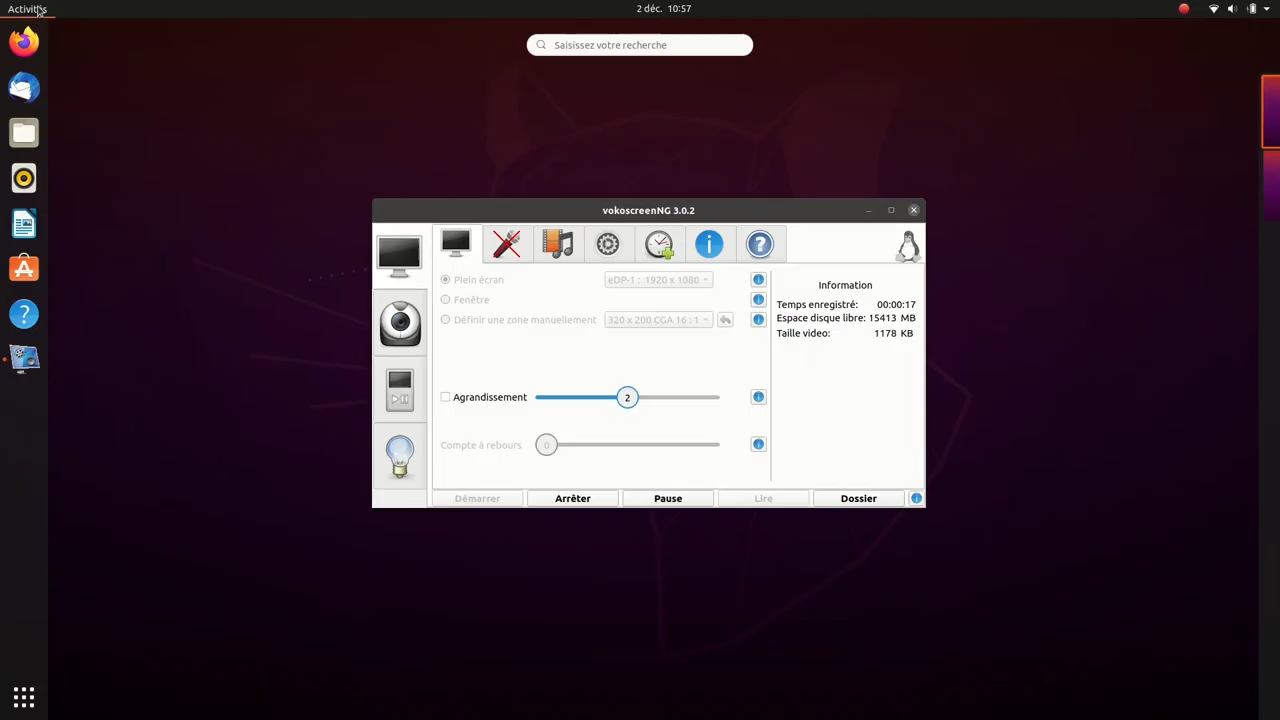 Activités
2 déc. 10:57
Saisissez votre recherche
vokoscreenNG 3.0.2
Plein écran
eDP-1 : 1920 x 1080
Fenêtre
Définir une zone manuellement
320 x 200 CGA 16 : 1
Agrandissement
2
Compte à rebours
0
Information
Temps enregistré: 00:00:17
Espace disque libre: 15413 MB
Taille video: 1178 KB
Démarrer
Arrêter
Pause
Lire
Dossier